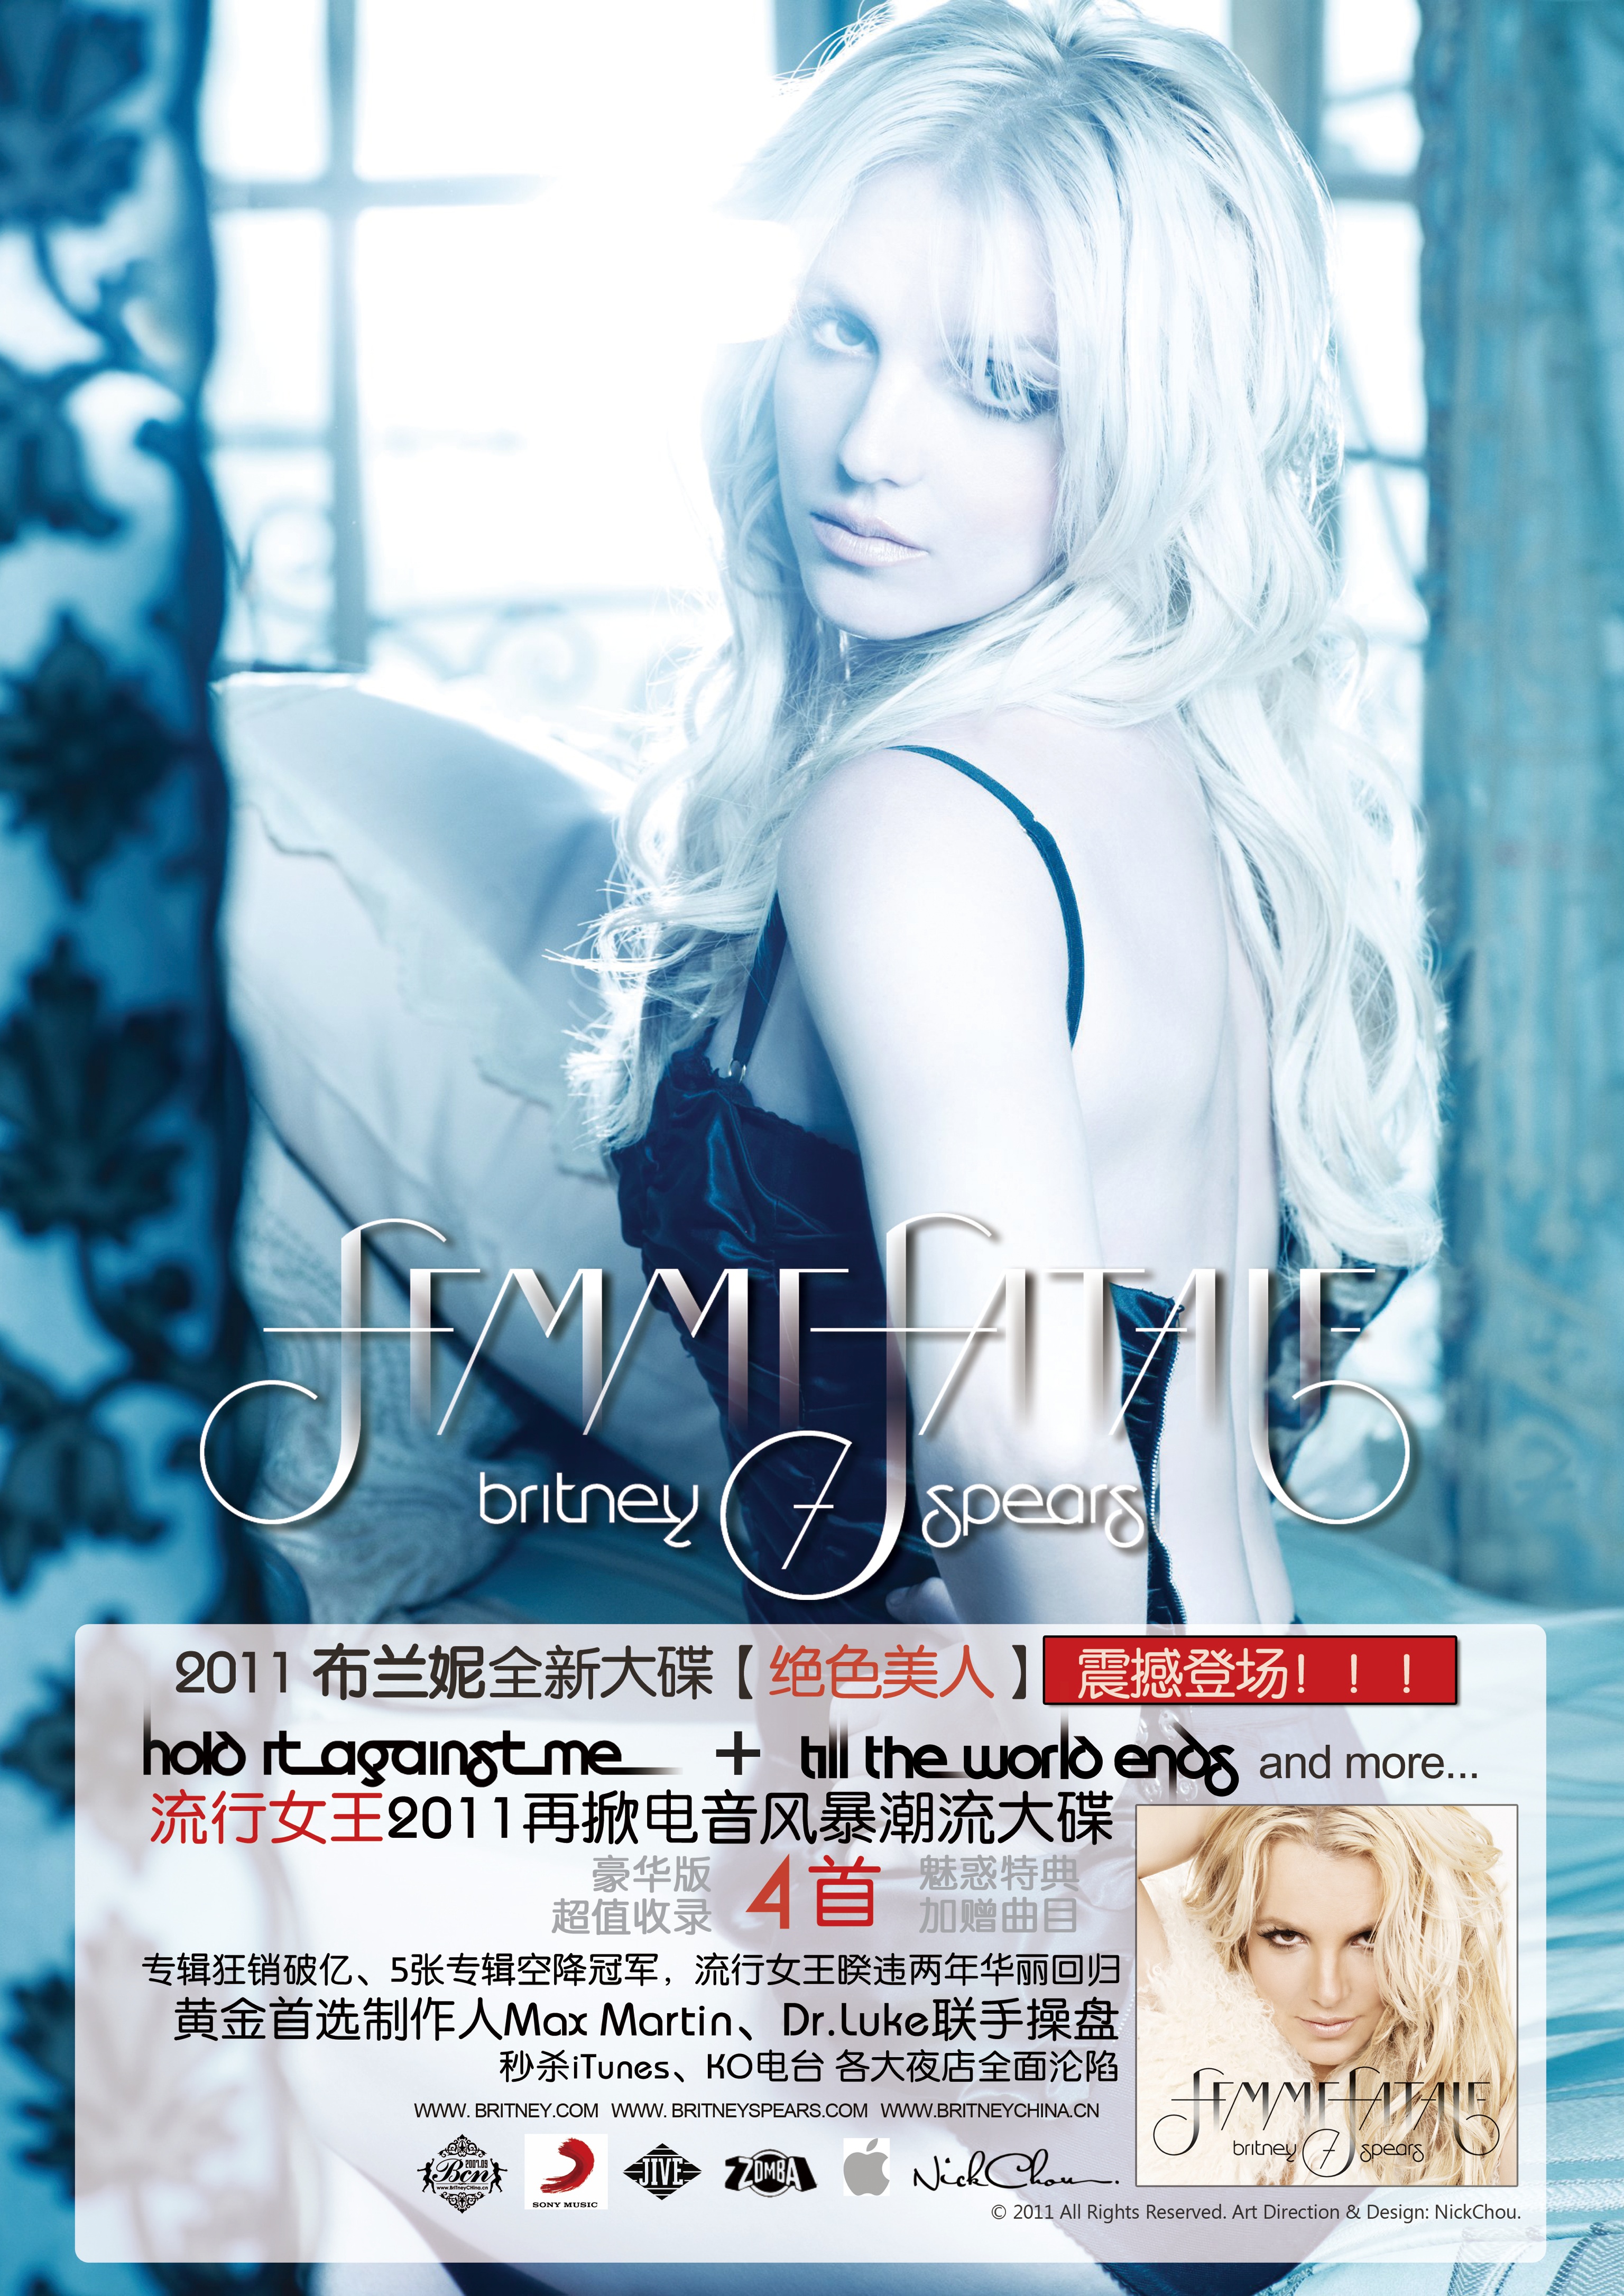 FEMME FATALE
britney 7 spears
2011 布兰妮全新大碟【绝色美人】 震撼登场！！！
hold it against me + till the world ends and more...
流行女王2011再掀电音风暴潮流大碟
豪华版 超值收录 4首 魅惑特典 加赠曲目
专辑狂销破亿、5张专辑空降冠军，流行女王睽违两年华丽回归
黄金首选制作人Max Martin、Dr.Luke联手操盘
秒杀iTunes、KO电台 各大夜店全面沦陷
WWW. BRITNEY.COM WWW. BRITNEYSPEARS.COM WWW.BRITNEYCHINA.CN
FEMME FATALE
britney 7 spears
2007.09
Bcn
www.BriTneyCHina.cn
SONY MUSIC
JIVE
ZOMBA
NickChou
© 2011 All Rights Reserved. Art Direction & Design: NickChou.